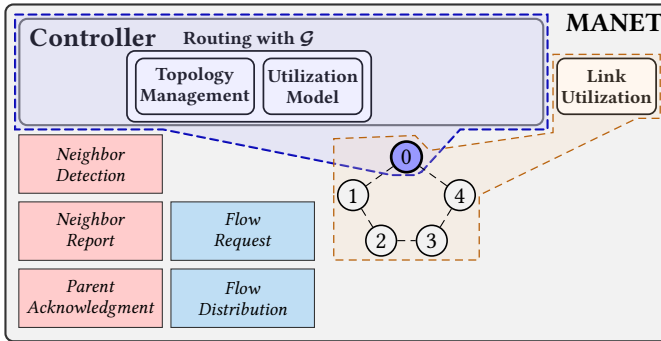 MANET
Controller
Routing with 𝒢
Topology
Management
Utilization
Model
Link
Utilization
Neighbor
Detection
Neighbor
Report
Flow
Request
Parent
Acknowledgment
Flow
Distribution
0
1
4
2
3